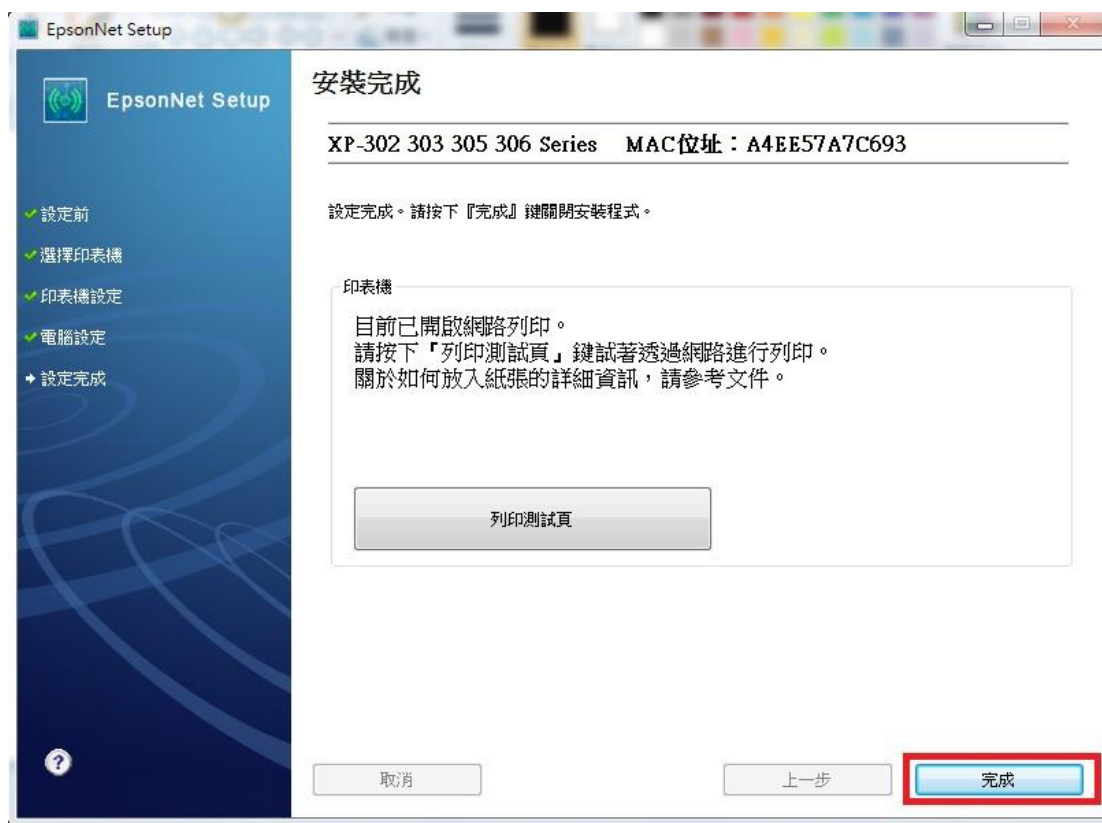 EpsonNet Setup
EpsonNet Setup
安裝完成
XP-302 303 305 306 Series MAC位址：A4EE57A7C693
設定前
選擇印表機
印表機設定
電腦設定
設定完成
設定完成。請按下『完成』鍵關閉安裝程式。
印表機
目前已開啟網路列印。
請按下「列印測試頁」鍵試著透過網路進行列印。
關於如何放入紙張的詳細資訊，請參考文件。
列印測試頁
?
取消
上一步
完成